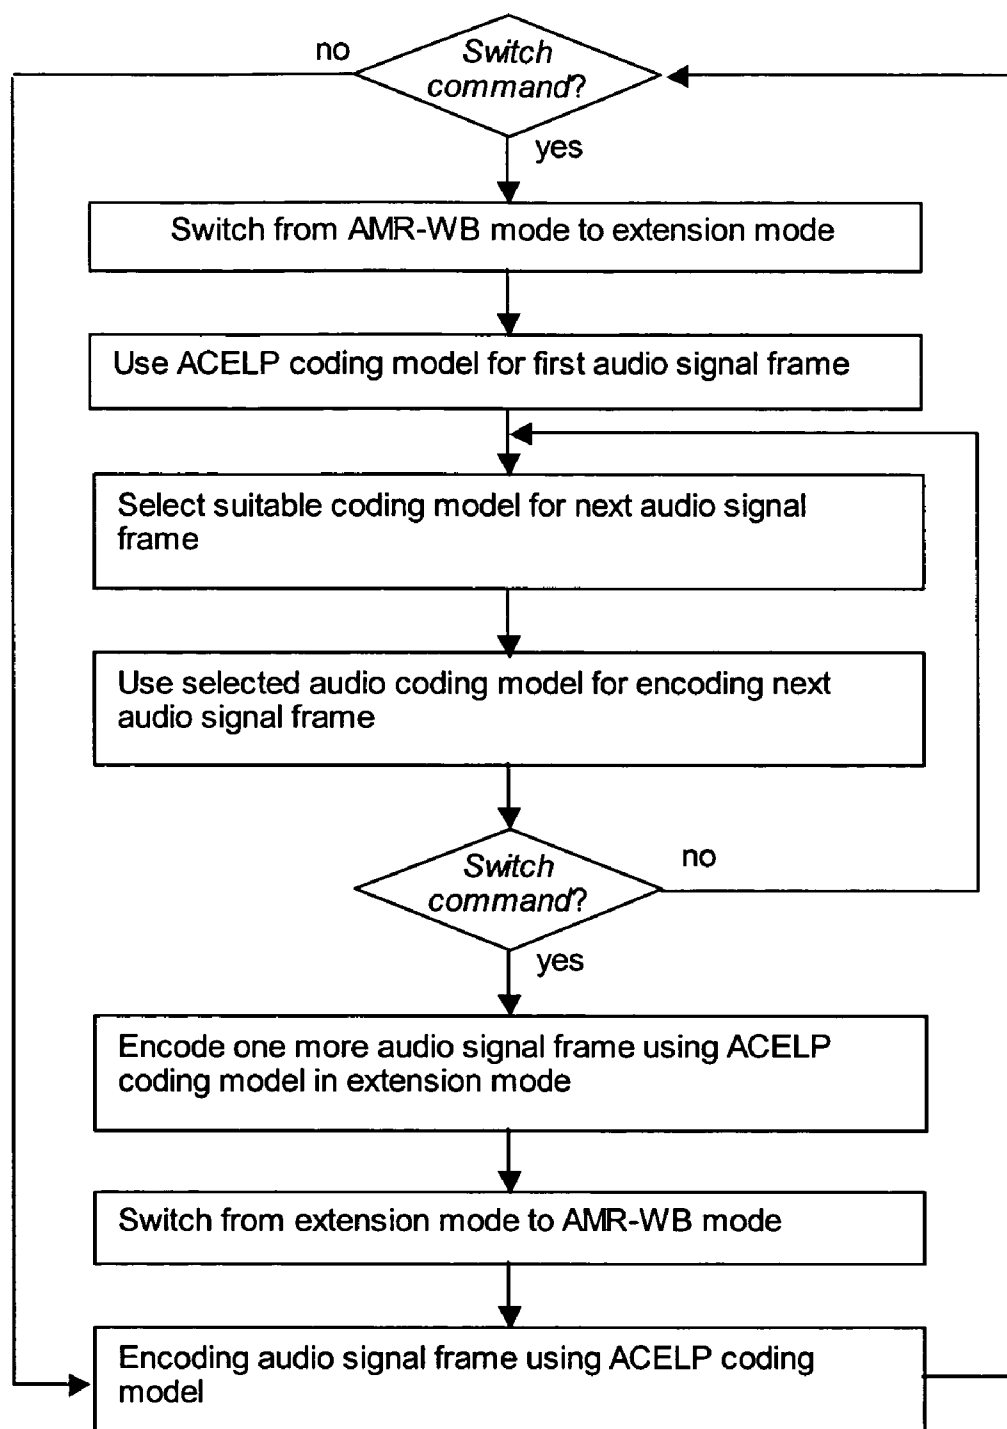 no
Switch
command?
yes
Switch from AMR-WB mode to extension mode
Use ACELP coding model for first audio signal frame
Select suitable coding model for next audio signal
frame
Use selected audio coding model for encoding next
audio signal frame
Switch
command?
no
yes
Encode one more audio signal frame using ACELP
coding model in extension mode
Switch from extension mode to AMR-WB mode
Encoding audio signal frame using ACELP coding
model